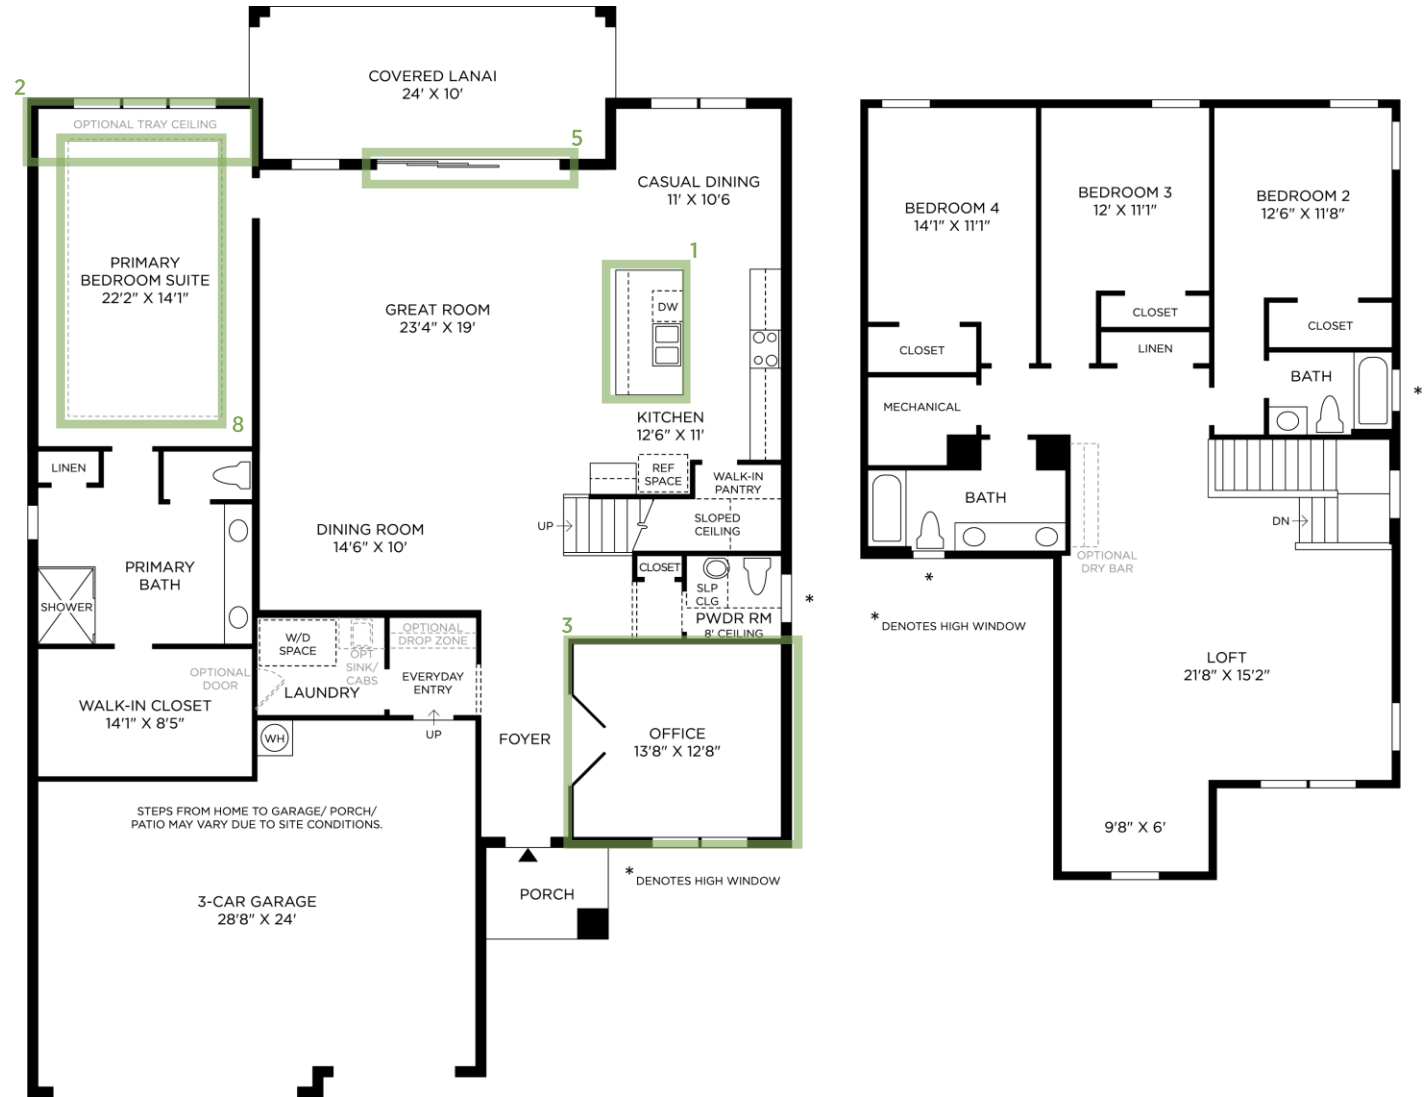 COVERED LANAI
24' X 10'
2
OPTIONAL TRAY CEILING
5
CASUAL DINING
11' X 10'6
PRIMARY
BEDROOM SUITE
22'2" X 14'1"
8
1
DW
GREAT ROOM
23'4" X 19'
KITCHEN
12'6" X 11'
REF
SPACE
WALK-IN
PANTRY
SLOPED
CEILING
UP
LINEN
DINING ROOM
14'6" X 10'
PRIMARY
BATH
SHOWER
CLOSET
SLP
CLG
PWDR RM
8' CEILING
*
3
W/D
SPACE
OPT
SINK/
CABS
OPTIONAL
DROP ZONE
OPTIONAL
DOOR
LAUNDRY
EVERYDAY
ENTRY
UP
WALK-IN CLOSET
14'1" X 8'5"
WH
FOYER
OFFICE
13'8" X 12'8"
STEPS FROM HOME TO GARAGE/ PORCH/
PATIO MAY VARY DUE TO SITE CONDITIONS.
* DENOTES HIGH WINDOW
PORCH
3-CAR GARAGE
28'8" X 24'
BEDROOM 4
14'1" X 11'1"
BEDROOM 3
12' X 11'1"
BEDROOM 2
12'6" X 11'8"
CLOSET
CLOSET
CLOSET
LINEN
BATH
*
MECHANICAL
BATH
DN
OPTIONAL
DRY BAR
*
* DENOTES HIGH WINDOW
LOFT
21'8" X 15'2"
9'8" X 6'